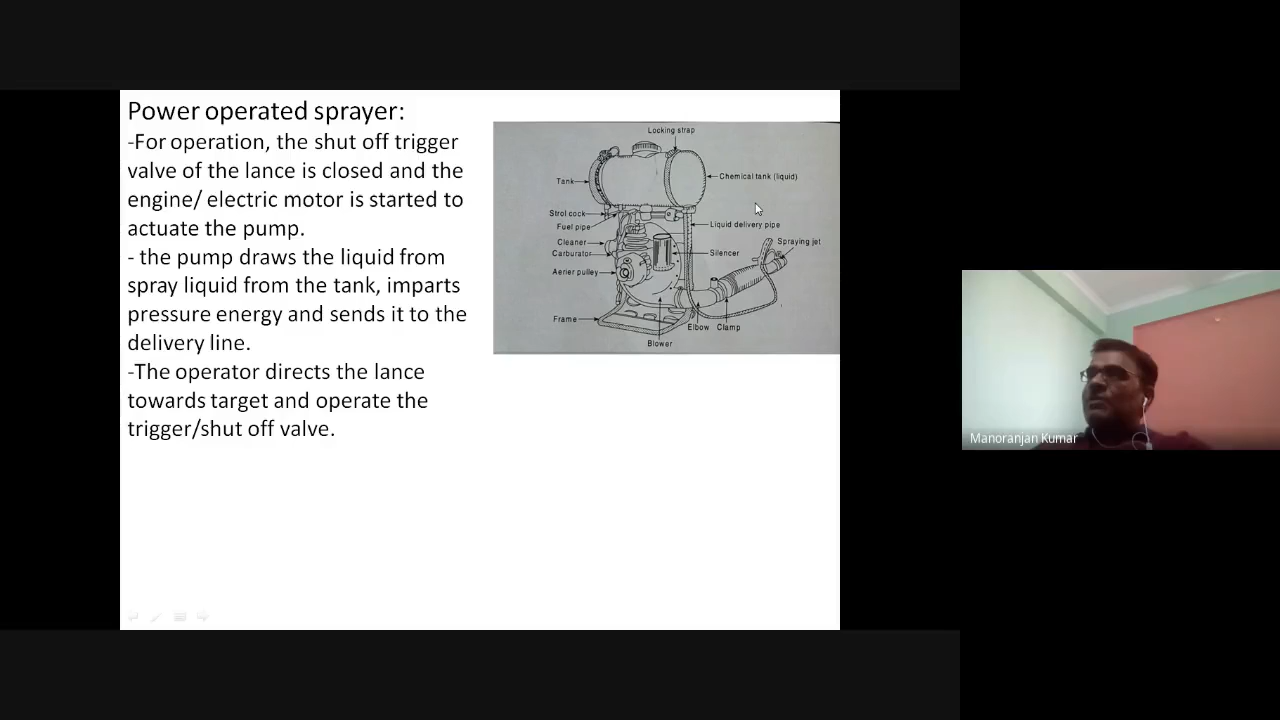 Power operated sprayer:
-For operation, the shut off trigger
valve of the lance is closed and the
engine/ electric motor is started to
actuate the pump.
- the pump draws the liquid from
spray liquid from the tank, imparts
pressure energy and sends it to the
delivery line.
-The operator directs the lance
towards target and operate the
trigger/shut off valve.
Locking strap
Tank
Chemical tank (liquid)
Strol cock
Fuel pipe
Liquid delivery pipe
Cleaner
Spraying jet
Carburator
Silencer
Aerier pulley
Frame
Elbow Clamp
Blower
Manoranjan Kumar